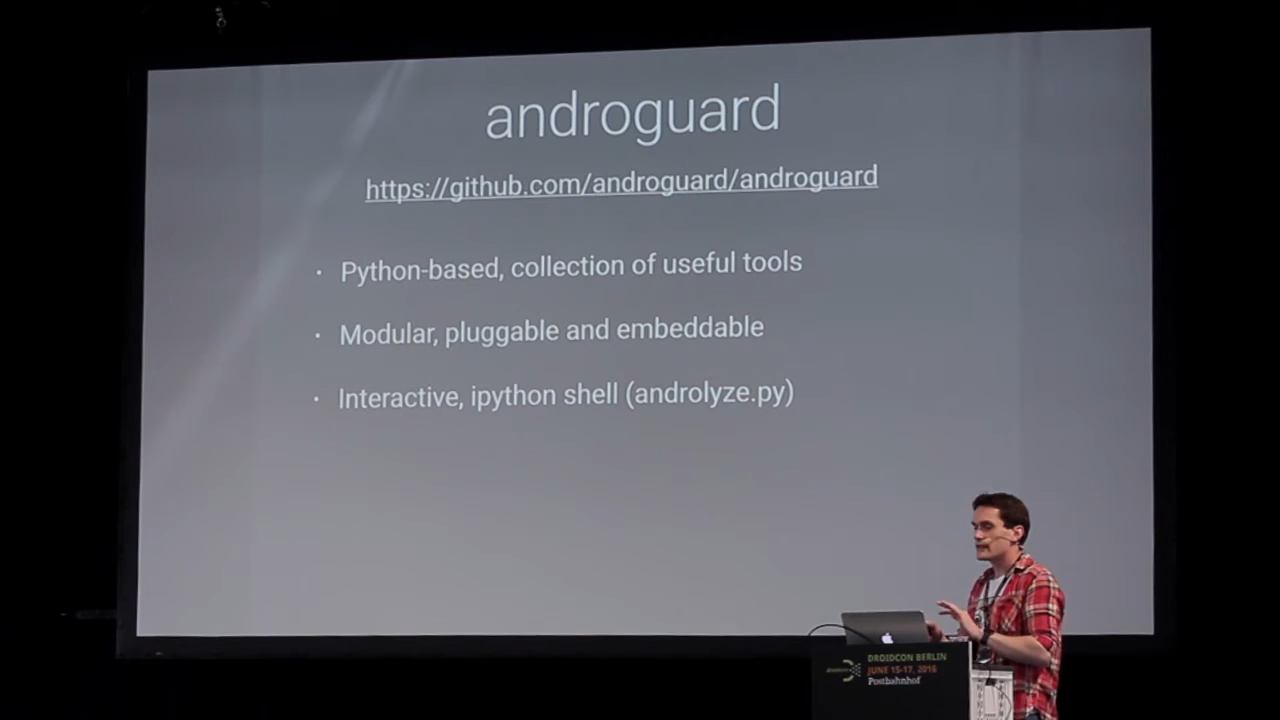 androguard
https://github.com/androguard/androguard
· Python-based, collection of useful tools
· Modular, pluggable and embeddable
· Interactive, ipython shell (androlyze.py)
DROIDCON BERLIN
JUNE 15-17, 2016
Postbahnhof